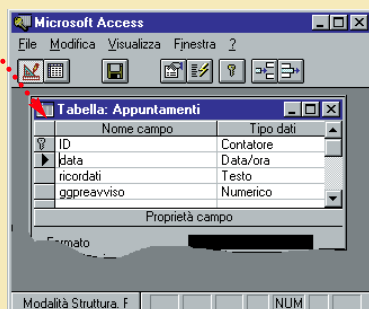 Microsoft Access
File Modifica Visualizza Finestra ?
Tabella: Appuntamenti
Nome campo Tipo dati
ID Contatore
data Data/ora
ricordati Testo
ggpreavviso Numerico
Proprietà campo
Formato
Modalità Struttura. F NUM